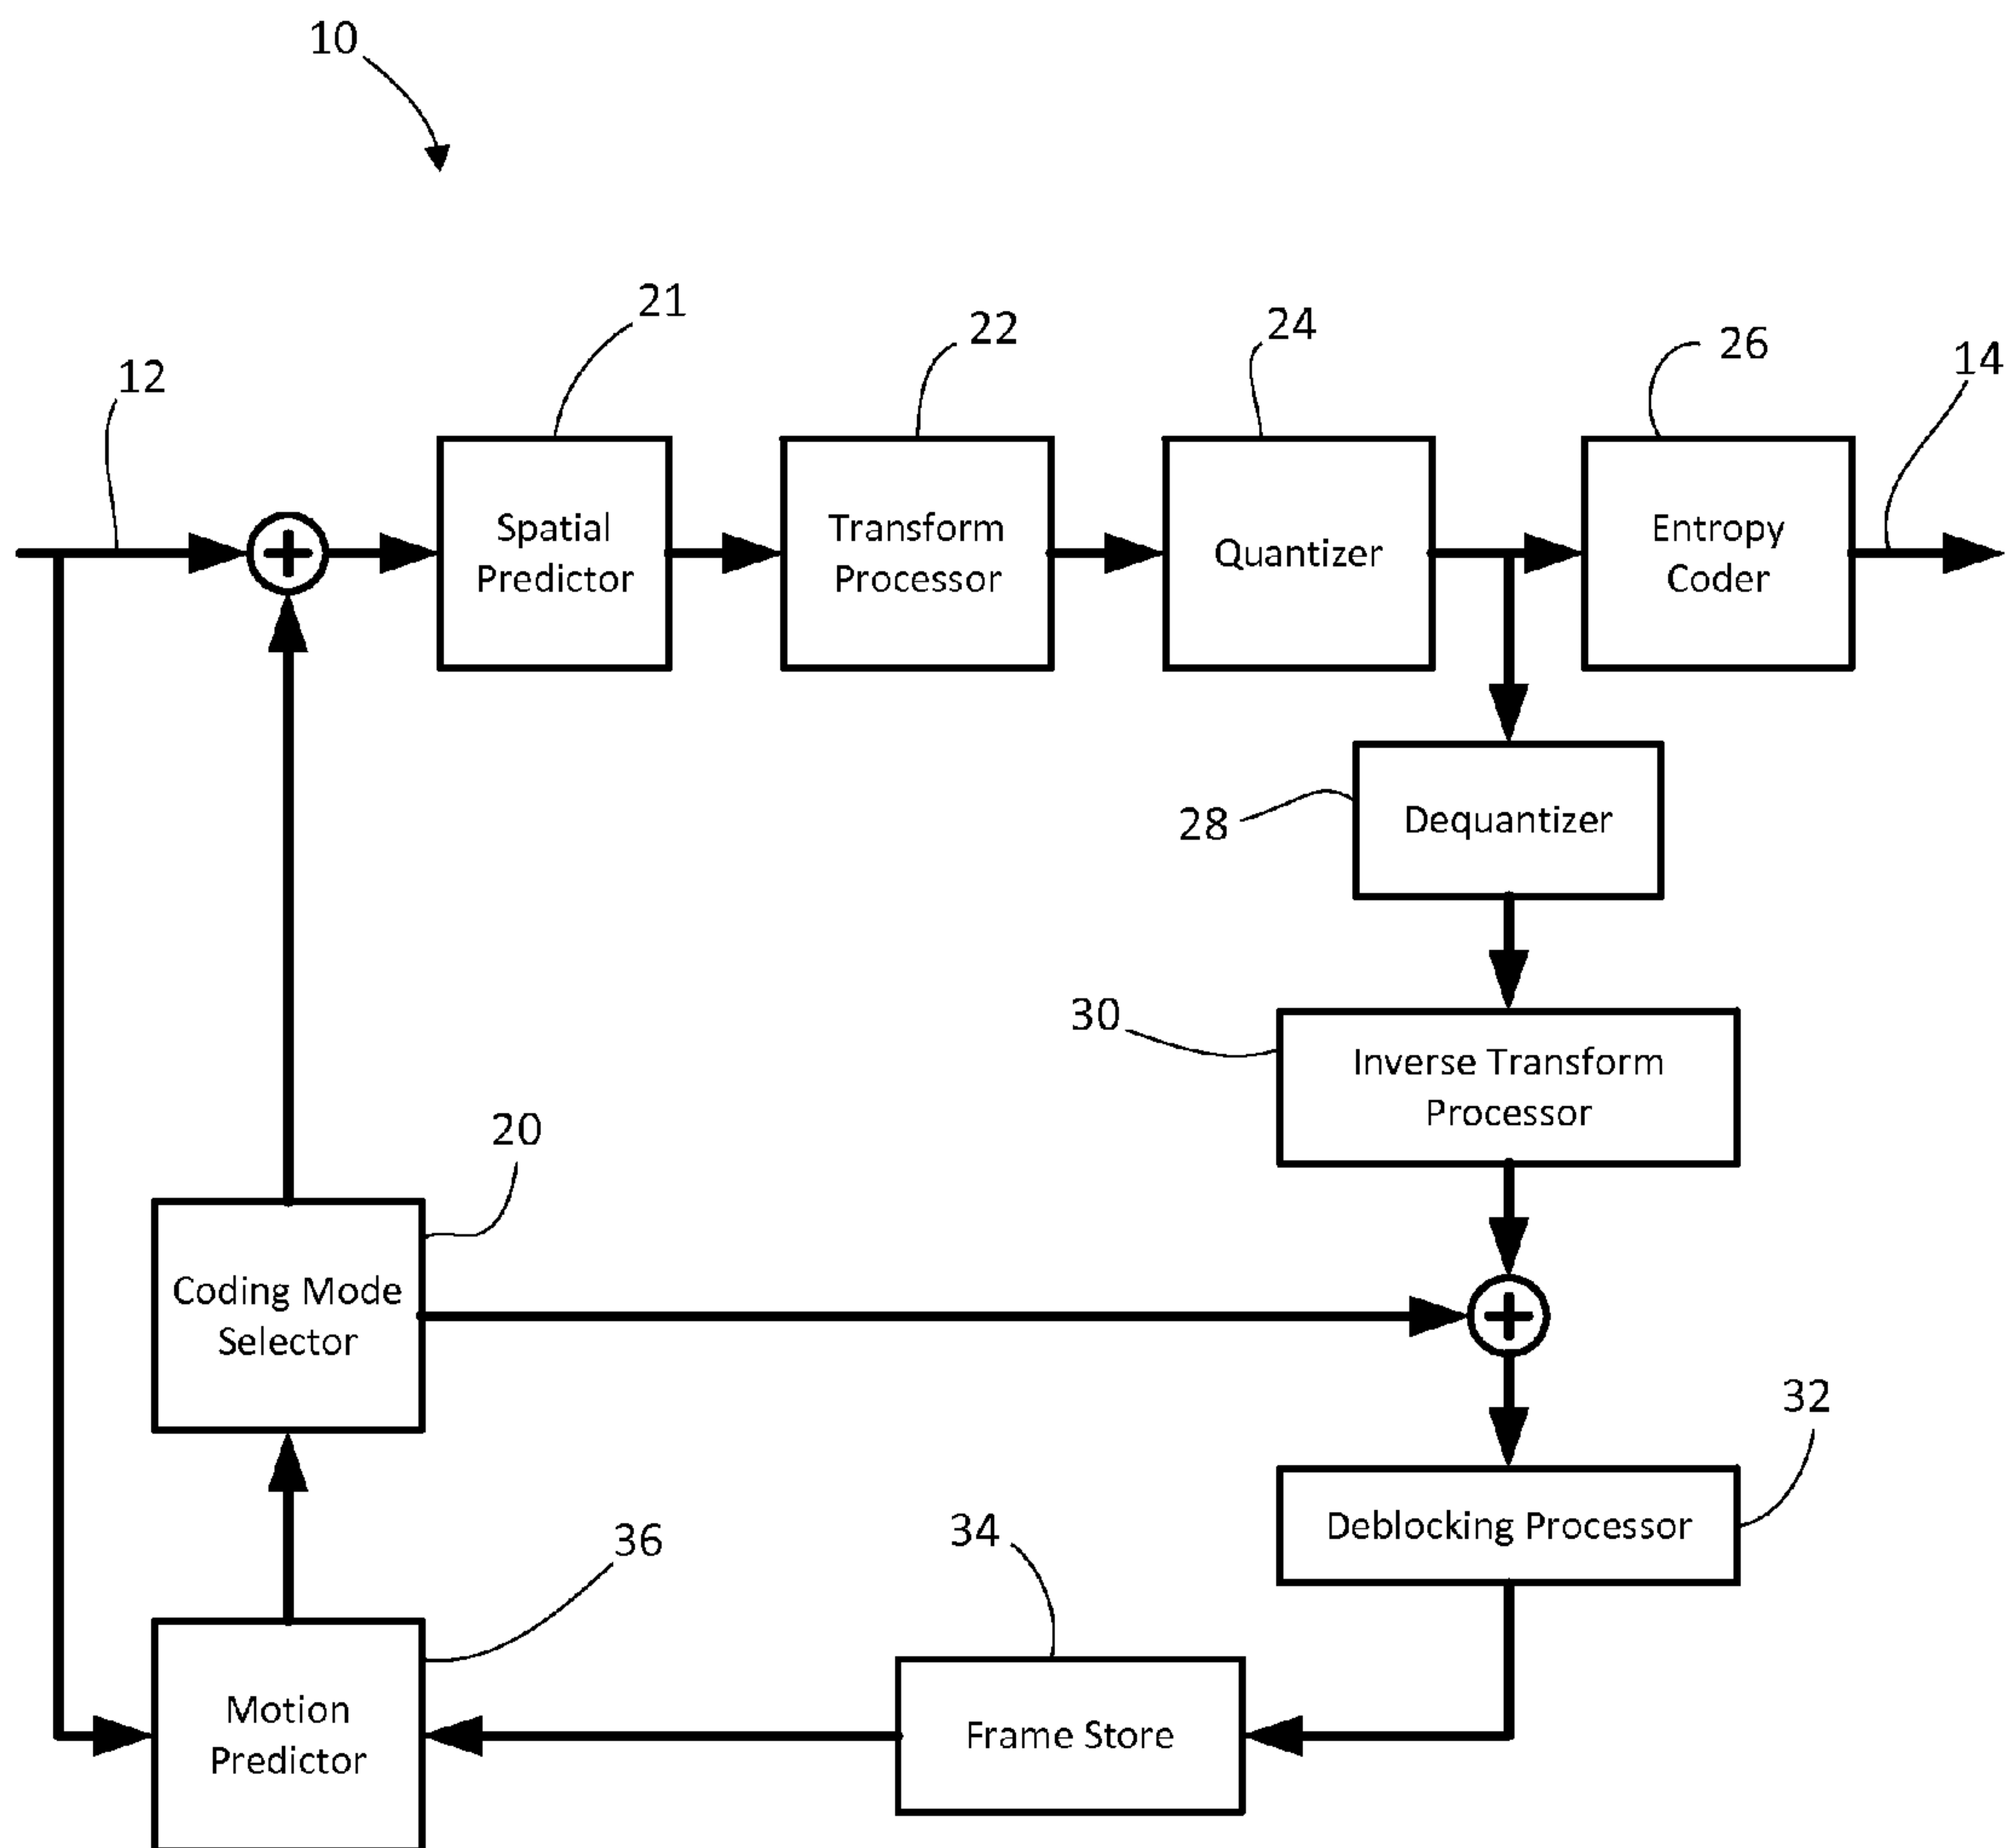 10
21
22
24
26
14
12
Spatial
Predictor
Transform
Processor
Quantizer
Entropy
Coder
28
Dequantizer
30
Inverse Transform
Processor
20
Coding Mode
Selector
32
Deblocking Processor
34
36
Frame Store
Motion
Predictor